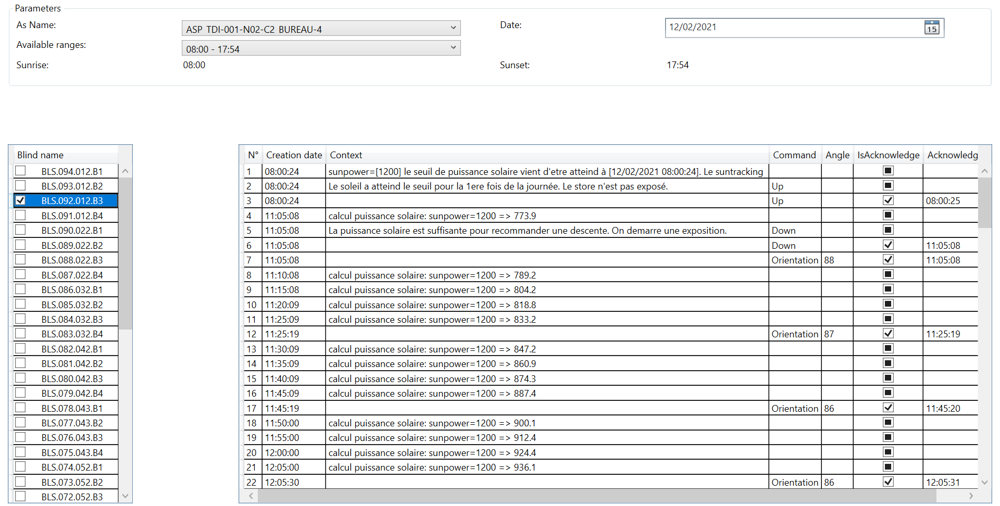 Parameters
As Name: ASP TDI-001-N02-C2 BUREAU-4 Date: 12/02/2021 15
Available ranges: 08:00 - 17:54
Sunrise: 08:00 Sunset: 17:54
Blind name
BLS.094.012.B1
BLS.093.012.B2
BLS.092.012.B3
BLS.091.012.B4
BLS.090.022.B1
BLS.089.022.B2
BLS.088.022.B3
BLS.087.022.B4
BLS.086.032.B1
BLS.085.032.B2
BLS.084.032.B3
BLS.083.032.B4
BLS.082.042.B1
BLS.081.042.B2
BLS.080.042.B3
BLS.079.042.B4
BLS.078.043.B1
BLS.077.043.B2
BLS.076.043.B3
BLS.075.043.B4
BLS.074.052.B1
BLS.073.052.B2
BLS.072.052.B3
N° Creation date Context Command Angle IsAcknowledge Acknowledg
1 08:00:24 sunpower=[1200] le seuil de puissance solaire vient d'etre atteind à [12/02/2021 08:00:24]. Le suntracking
2 08:00:24 Le soleil a atteind le seuil pour la 1ere fois de la journée. Le store n'est pas exposé. Up
3 08:00:24 Up 08:00:25
4 11:05:08 calcul puissance solaire: sunpower=1200 => 773.9
5 11:05:08 La puissance solaire est suffisante pour recommander une descente. On demarre une exposition. Down
6 11:05:08 Down 11:05:08
7 11:05:08 Orientation 88 11:05:08
8 11:10:08 calcul puissance solaire: sunpower=1200 => 789.2
9 11:15:08 calcul puissance solaire: sunpower=1200 => 804.2
10 11:20:09 calcul puissance solaire: sunpower=1200 => 818.8
11 11:25:09 calcul puissance solaire: sunpower=1200 => 833.2
12 11:25:19 Orientation 87 11:25:19
13 11:30:09 calcul puissance solaire: sunpower=1200 => 847.2
14 11:35:09 calcul puissance solaire: sunpower=1200 => 860.9
15 11:40:09 calcul puissance solaire: sunpower=1200 => 874.3
16 11:45:09 calcul puissance solaire: sunpower=1200 => 887.4
17 11:45:19 Orientation 86 11:45:20
18 11:50:00 calcul puissance solaire: sunpower=1200 => 900.1
19 11:55:00 calcul puissance solaire: sunpower=1200 => 912.4
20 12:00:00 calcul puissance solaire: sunpower=1200 => 924.4
21 12:05:00 calcul puissance solaire: sunpower=1200 => 936.1
22 12:05:30 Orientation 86 12:05:31